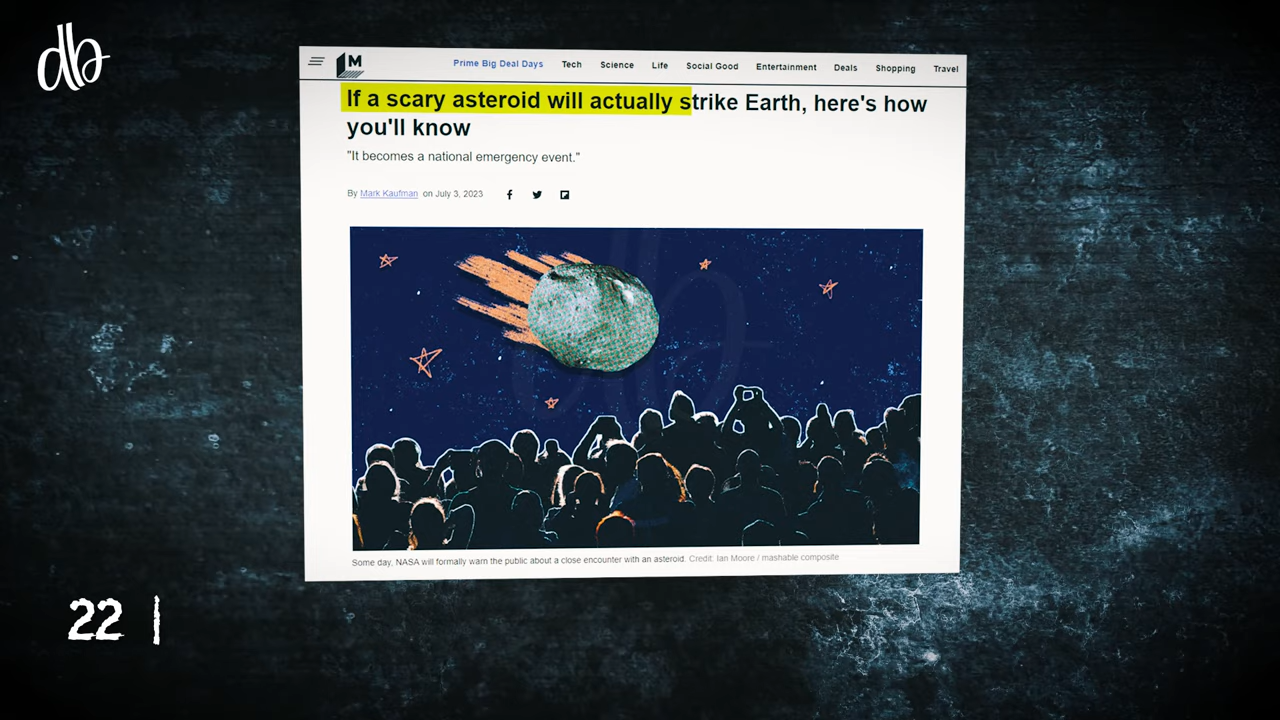 db
M
Prime Big Deal Days Tech Science Life Social Good Entertainment Deals Shopping Travel
If a scary asteroid will actually strike Earth, here's how
you'll know
"It becomes a national emergency event."
By Mark Kaufman on July 3, 2023
Some day, NASA will formally warn the public about a close encounter with an asteroid. Credit: Ian Moore / mashable composite
22 |